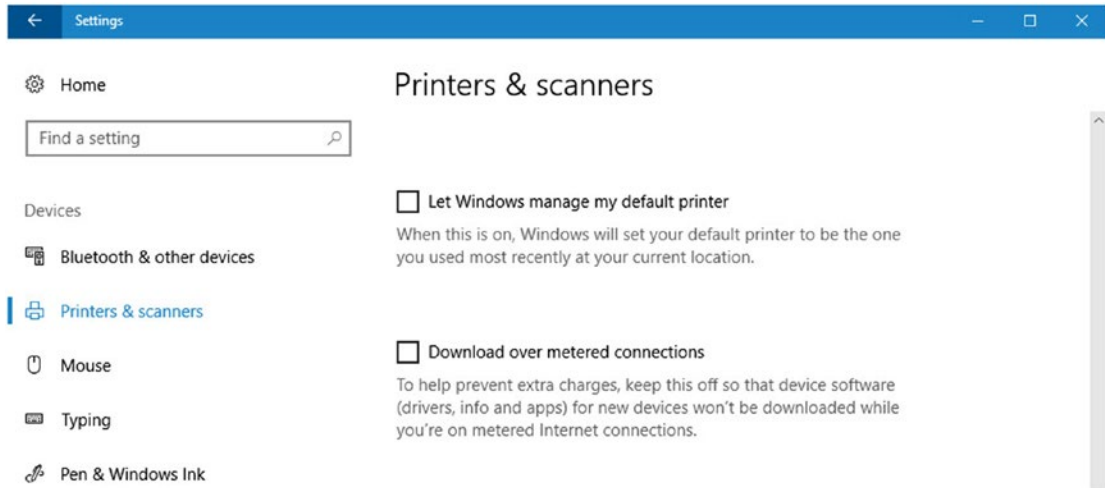 Settings
Home
Printers & scanners
Find a setting
Devices
Let Windows manage my default printer
When this is on, Windows will set your default printer to be the one
you used most recently at your current location.
Bluetooth & other devices
Printers & scanners
Mouse
Download over metered connections
To help prevent extra charges, keep this off so that device software
(drivers, info and apps) for new devices won't be downloaded while
you're on metered Internet connections.
Typing
Pen & Windows Ink